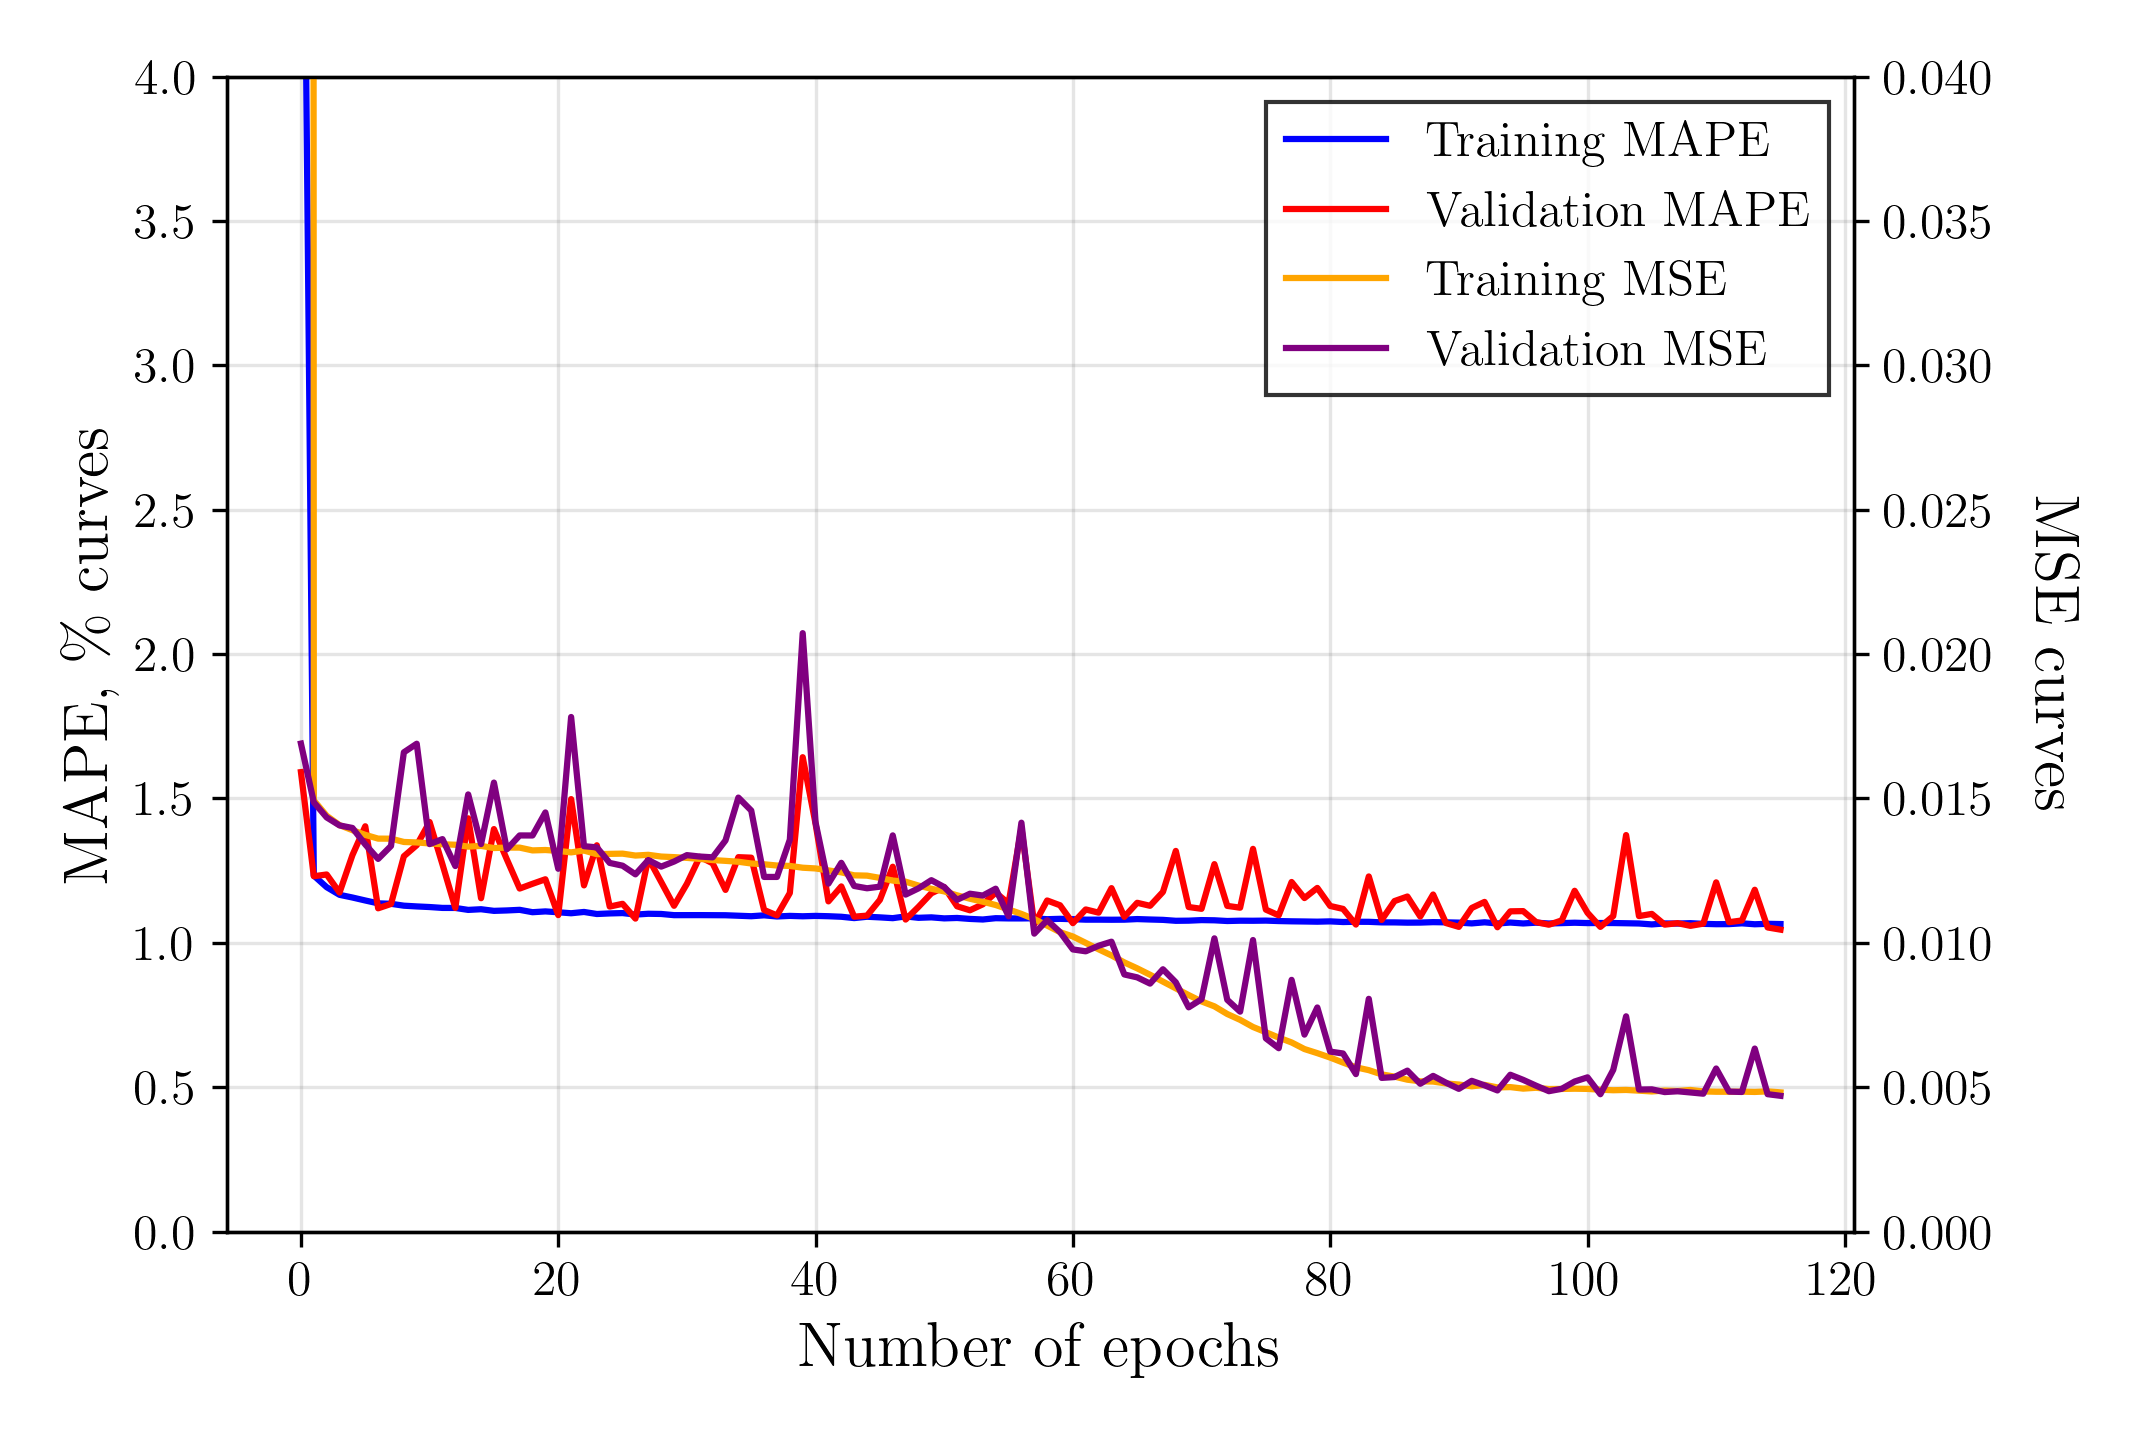 4.0
3.5
3.0
2.5
2.0
1.5
1.0
0.5
0.0
MAPE, % curves
0.040
0.035
0.030
0.025
0.020
0.015
0.010
0.005
0.000
MSE curves
Training MAPE
Validation MAPE
Training MSE
Validation MSE
0 20 40 60 80 100 120
Number of epochs